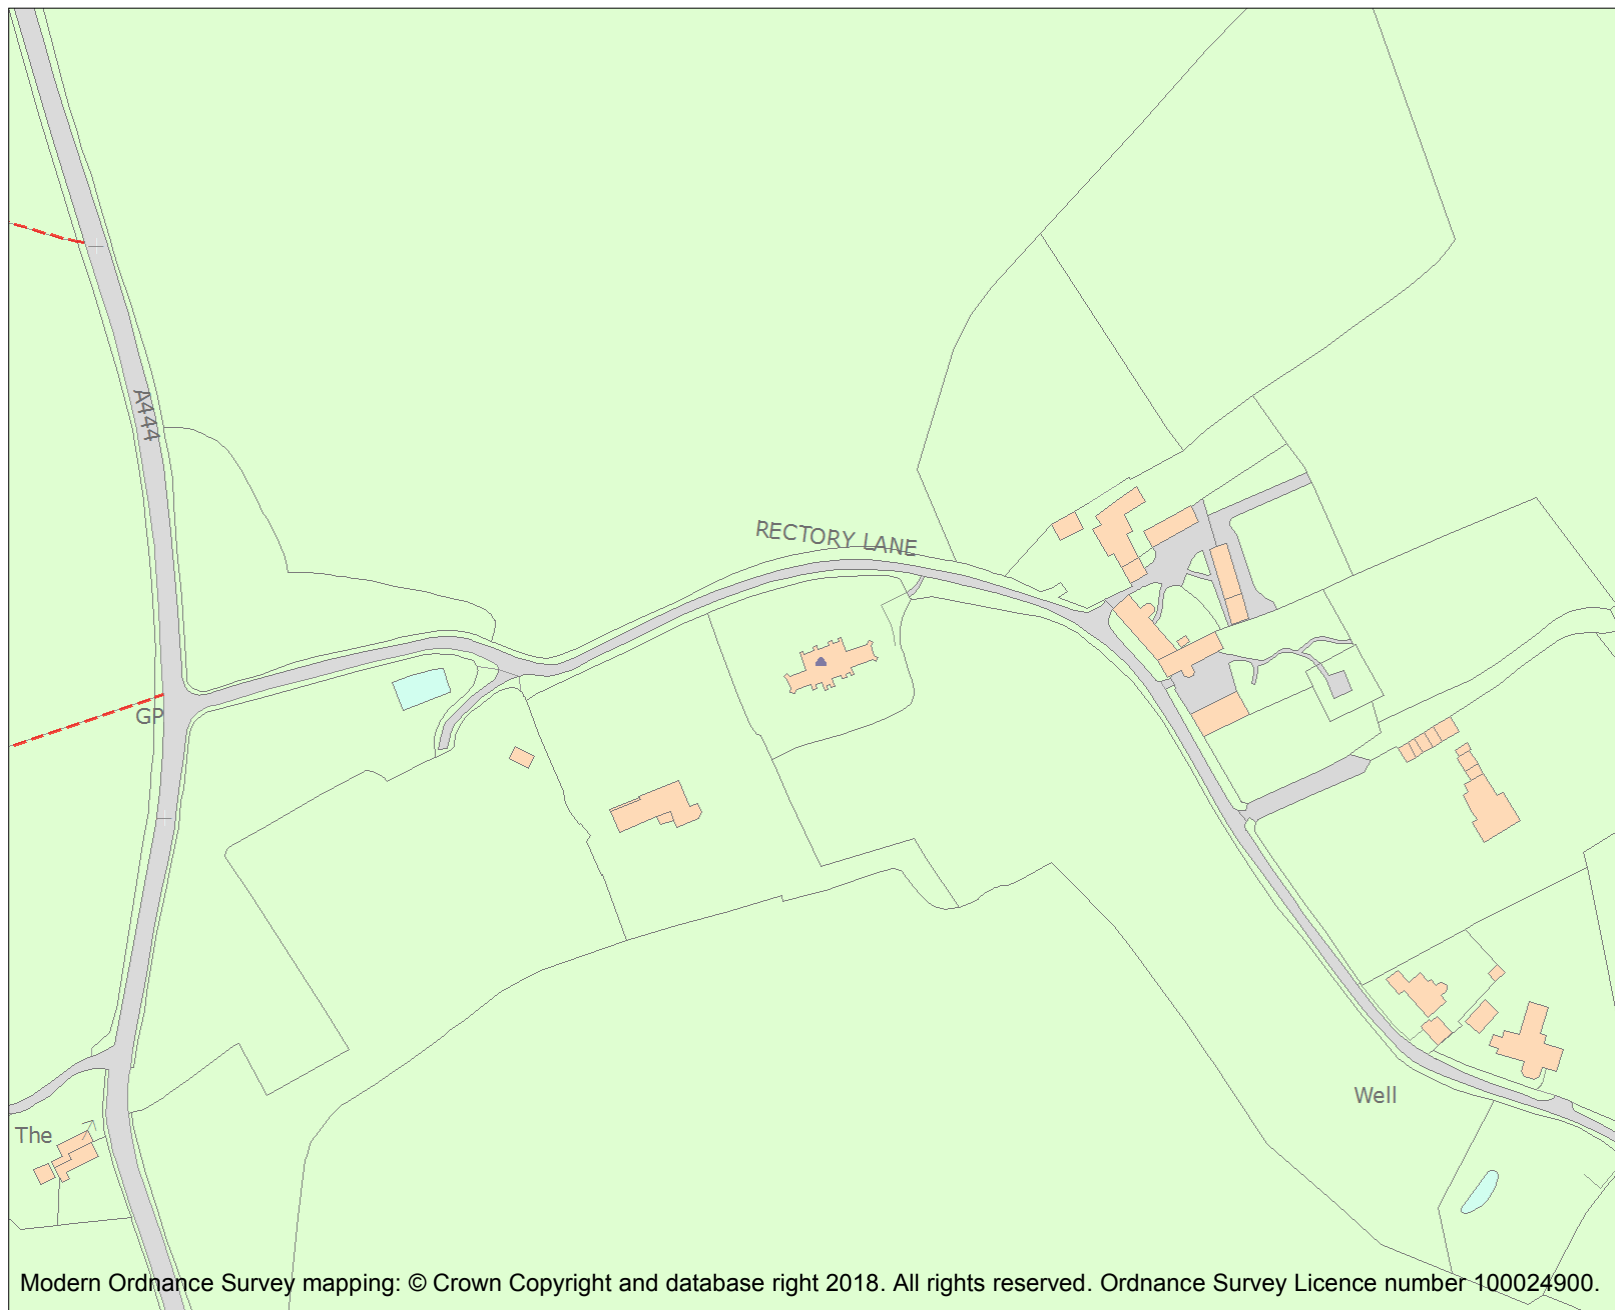 A444
RECTORY LANE
GP
Well
The
Modern Ordnance Survey mapping: © Crown Copyright and database right 2018. All rights reserved. Ordnance Survey Licence number 100024900.